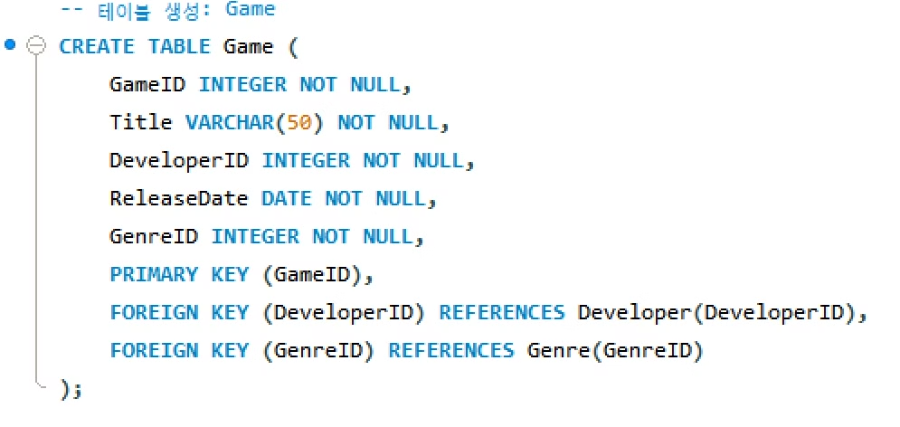 -- 테이블 생성: Game
CREATE TABLE Game (
GameID INTEGER NOT NULL,
Title VARCHAR(50) NOT NULL,
DeveloperID INTEGER NOT NULL,
ReleaseDate DATE NOT NULL,
GenreID INTEGER NOT NULL,
PRIMARY KEY (GameID),
FOREIGN KEY (DeveloperID) REFERENCES Developer(DeveloperID),
FOREIGN KEY (GenreID) REFERENCES Genre(GenreID)
);